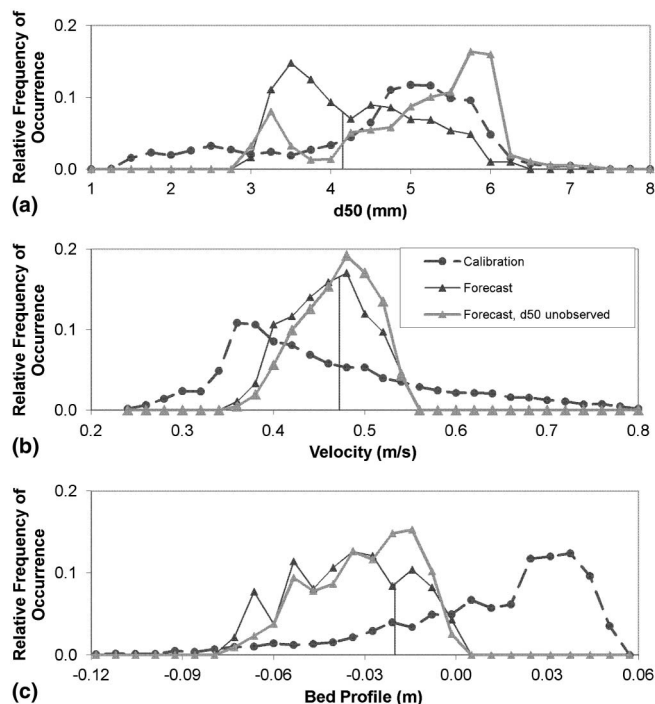 Relative Frequency of
Occurrence
0.2
0.1
0.0
1 2 3 4 5 6 7 8
d50 (mm)
(a)
Relative Frequency of
Occurrence
0.2
0.1
0.0
Calibration
Forecast
Forecast, d50 unobserved
0.2 0.3 0.4 0.5 0.6 0.7 0.8
Velocity (m/s)
(b)
Relative Frequency of
Occurrence
0.2
0.1
0.0
-0.12 -0.09 -0.06 -0.03 0.00 0.03 0.06
Bed Profile (m)
(c)